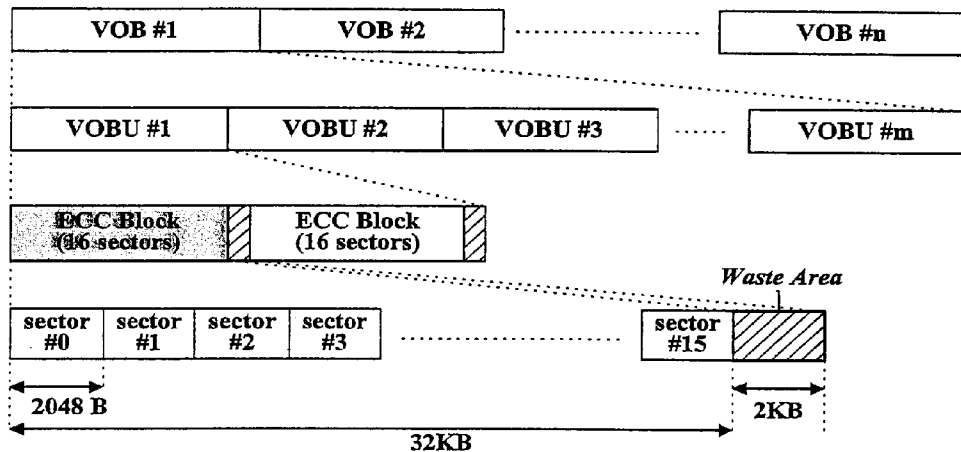 VOB #1 VOB #2 VOB #n
VOBU #1 VOBU #2 VOBU #3 VOBU #m
ECC Block ECC Block
(16 sectors) (16 sectors)
Waste Area
sector sector sector sector sector
#0 #1 #2 #3 #15
2048 B 2KB
32KB